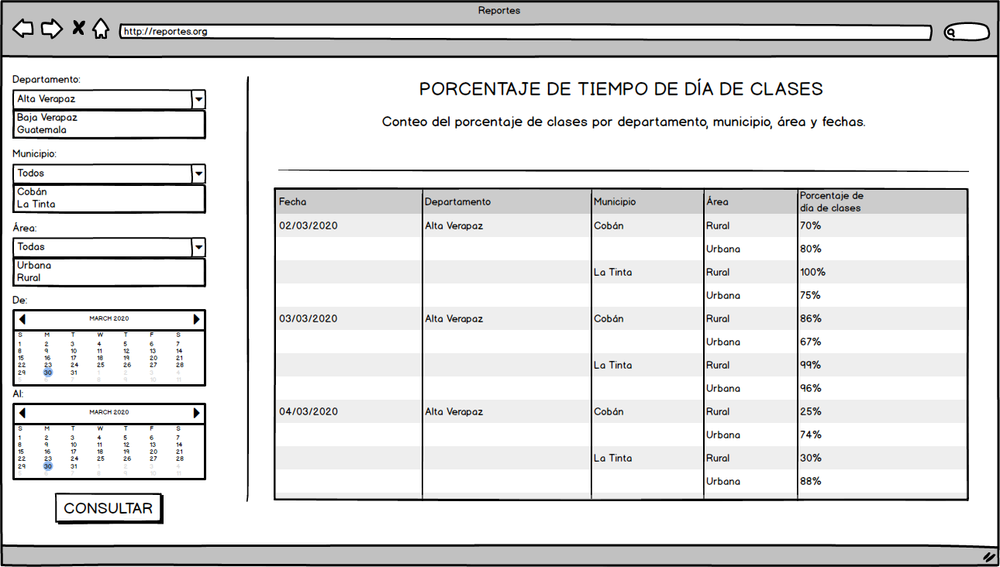 Reportes
http://reportes.org
Departamento:
Alta Verapaz
Baja Verapaz
Guatemala
Municipio:
Todos
Cobán
La Tinta
Área:
Todas
Urbana
Rural
De:
MARCH 2020
S M T W T F S
1 2 3 4 5 6 7
8 9 10 11 12 13 14
15 16 17 18 19 20 21
22 23 24 25 26 27 28
29 30 31 1 2 3 4
5 6 7 8 9 10 11
Al:
MARCH 2020
S M T W T F S
1 2 3 4 5 6 7
8 9 10 11 12 13 14
15 16 17 18 19 20 21
22 23 24 25 26 27 28
29 30 31 1 2 3 4
5 6 7 8 9 10 11
CONSULTAR
PORCENTAJE DE TIEMPO DE DÍA DE CLASES
Conteo del porcentaje de clases por departamento, municipio, área y fechas.
Fecha Departamento Municipio Área Porcentaje de
día de clases
02/03/2020 Alta Verapaz Cobán Rural 70%
Urbana 80%
La Tinta Rural 100%
Urbana 75%
03/03/2020 Alta Verapaz Cobán Rural 86%
Urbana 67%
La Tinta Rural 99%
Urbana 96%
04/03/2020 Alta Verapaz Cobán Rural 25%
Urbana 74%
La Tinta Rural 30%
Urbana 88%